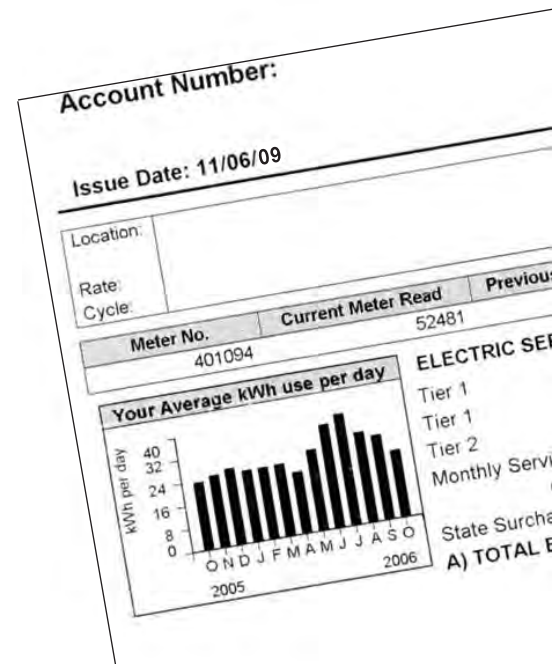 Account Number:
Issue Date: 11/06/09
Location:
Rate:
Cycle:
Meter No. Current Meter Read Previous
401094 52481
Your Average kWh use per day
kWh per day
40
32
24
16
8
0
O N D J F M A M J J A S O
2005 2006
ELECTRIC SE
Tier 1
Tier 1
Tier 2
Monthly Servi
State Surcha
A) TOTAL E